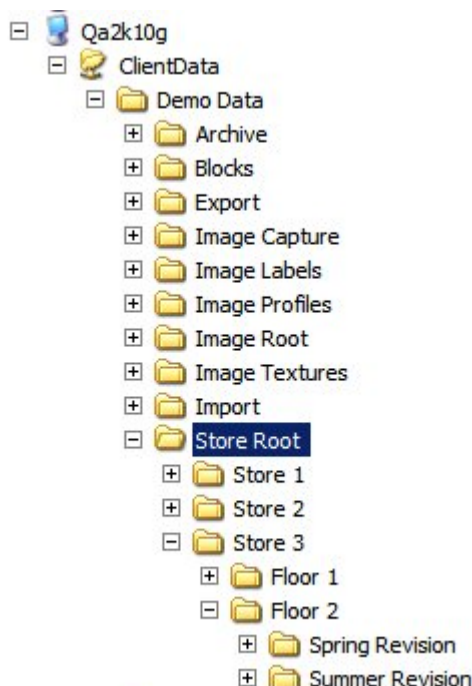 Qa2k10g
ClientData
Demo Data
Archive
Blocks
Export
Image Capture
Image Labels
Image Profiles
Image Root
Image Textures
Import
Store Root
Store 1
Store 2
Store 3
Floor 1
Floor 2
Spring Revision
Summer Revision